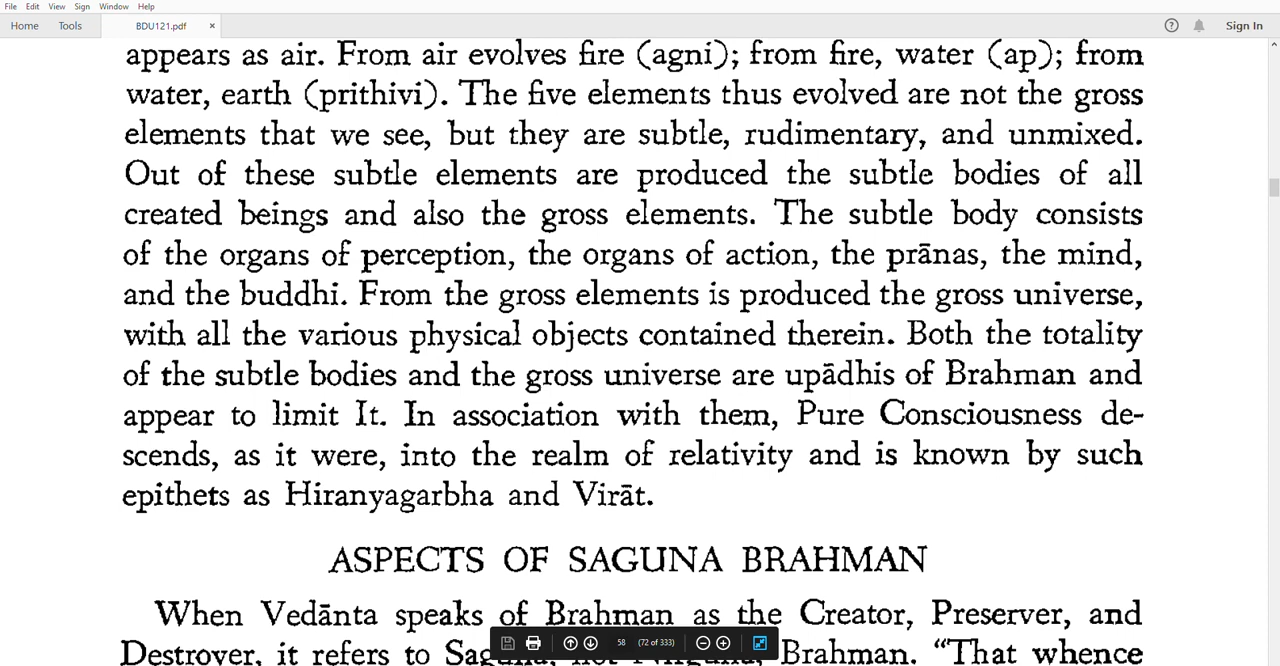 File Edit View Sign Window Help
Home Tools BDU121.pdf × Sign In
appears as air. From air evolves fire (agni); from fire, water (ap); from
water, earth (prithivi). The five elements thus evolved are not the gross
elements that we see, but they are subtle, rudimentary, and unmixed.
Out of these subtle elements are produced the subtle bodies of all
created beings and also the gross elements. The subtle body consists
of the organs of perception, the organs of action, the prānas, the mind,
and the buddhi. From the gross elements is produced the gross universe,
with all the various physical objects contained therein. Both the totality
of the subtle bodies and the gross universe are upādhis of Brahman and
appear to limit It. In association with them, Pure Consciousness de-
scends, as it were, into the realm of relativity and is known by such
epithets as Hiranyagarbha and Virāt.
ASPECTS OF SAGUNA BRAHMAN
When Vedānta speaks of Brahman as the Creator, Preserver, and
58 (72 of 333)
Destroyer, it refers to Brahman. “That whence